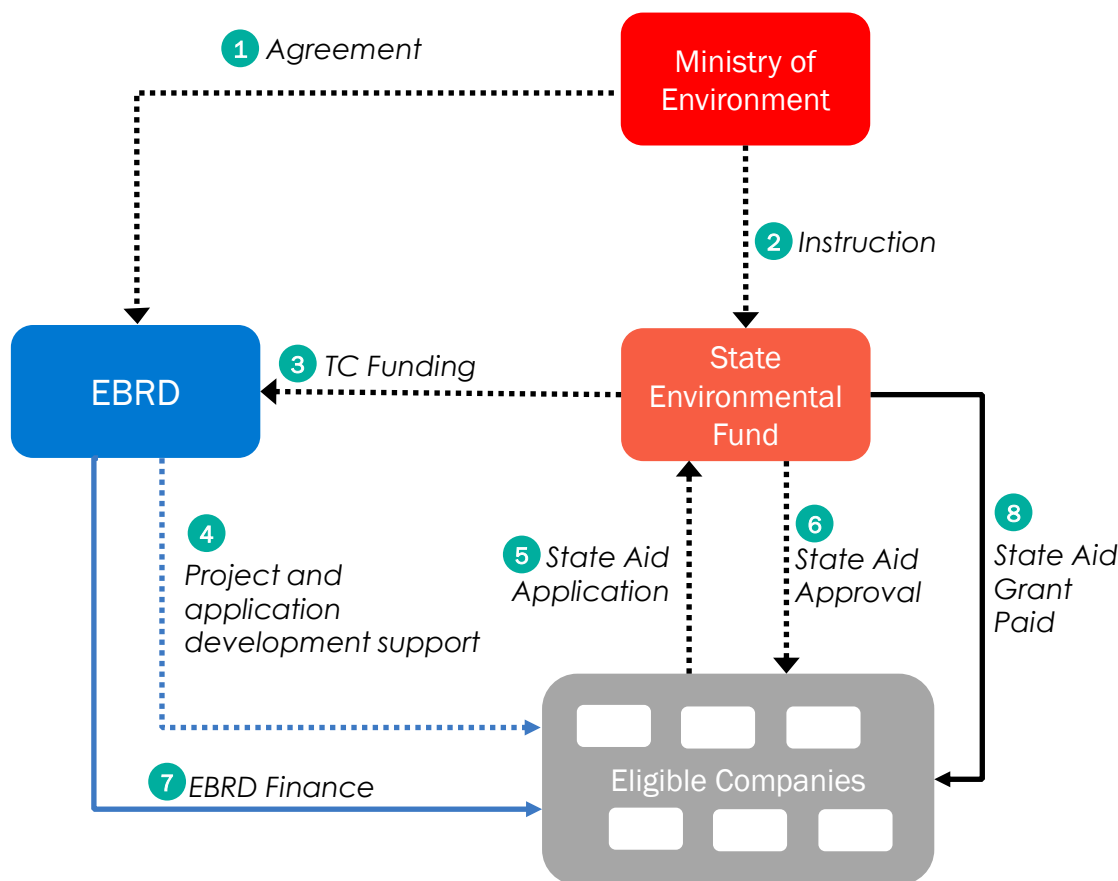 1 Agreement
Ministry of
Environment
2 Instruction
EBRD
3 TC Funding
State
Environmental
Fund
4
Project and
application
development support
5 State Aid
Application
6
State Aid
Approval
8
State Aid
Grant
Paid
7 EBRD Finance
Eligible Companies